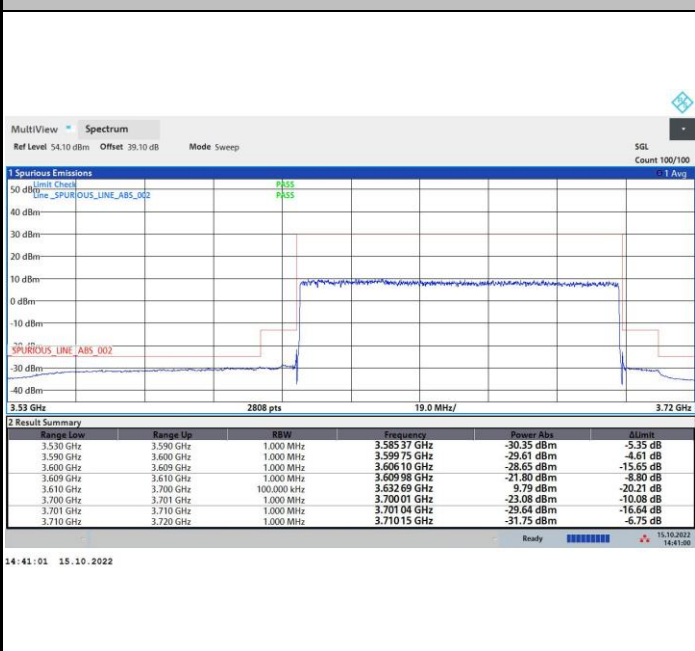 MultiView Spectrum
Ref Level 54.10 dBm Offset 39.10 dB Mode Sweep SGL
Count 100/100
1 Spurious Emissions 1 Avg
Limit Check PASS
50 dBm
Line _SPURIOUS_LINE_ABS_002 PASS
40 dBm
30 dBm
20 dBm
10 dBm
0 dBm
-10 dBm
-20 dBm
_SPURIOUS_LINE_ABS_002
-30 dBm
-40 dBm
3.53 GHz 2808 pts 19.0 MHz/ 3.72 GHz
2 Result Summary
Range Low Range Up RBW Frequency Power Abs ΔLimit
3.530 GHz 3.590 GHz 1.000 MHz 3.585 37 GHz -30.35 dBm -5.35 dB
3.590 GHz 3.600 GHz 1.000 MHz 3.599 75 GHz -29.61 dBm -4.61 dB
3.600 GHz 3.609 GHz 1.000 MHz 3.606 10 GHz -28.65 dBm -15.65 dB
3.609 GHz 3.610 GHz 1.000 MHz 3.609 98 GHz -21.80 dBm -8.80 dB
3.610 GHz 3.700 GHz 100.000 kHz 3.632 69 GHz 9.79 dBm -20.21 dB
3.700 GHz 3.701 GHz 1.000 MHz 3.700 01 GHz -23.08 dBm -10.08 dB
3.701 GHz 3.710 GHz 1.000 MHz 3.701 04 GHz -29.64 dBm -16.64 dB
3.710 GHz 3.720 GHz 1.000 MHz 3.710 15 GHz -31.75 dBm -6.75 dB
Ready 15.10.2022
14:41:00
14:41:01 15.10.2022